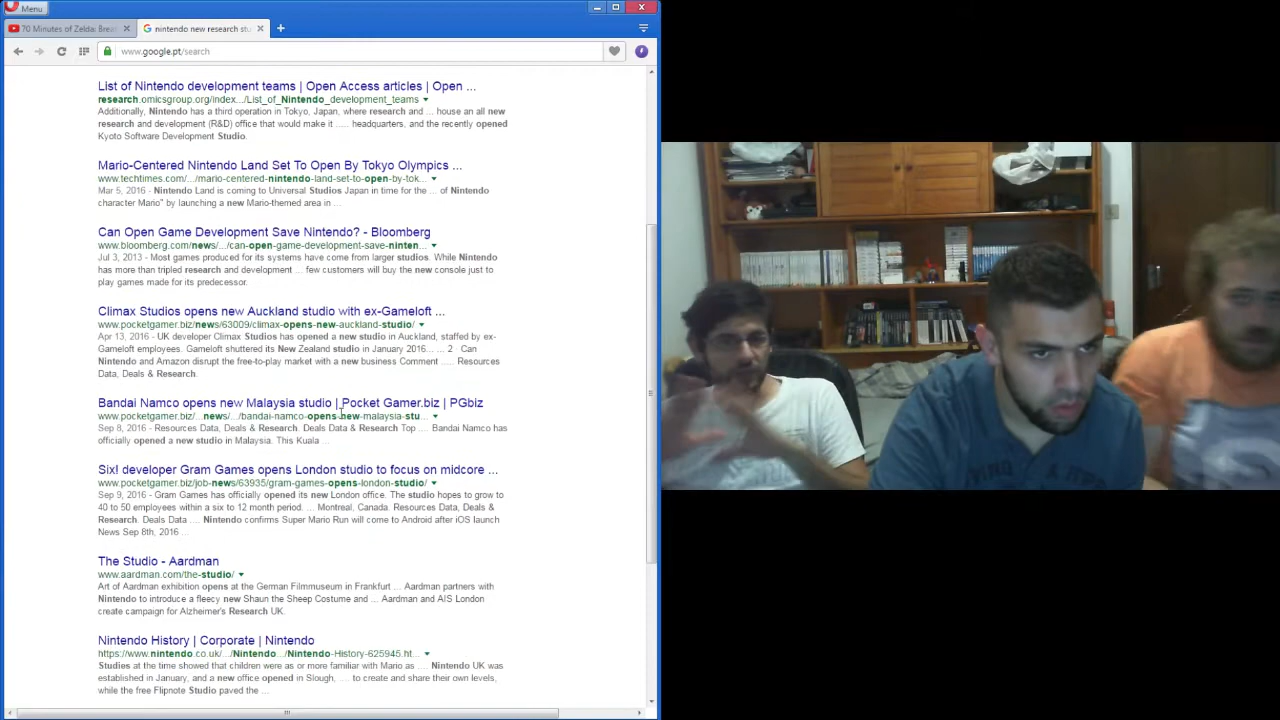 Menu
70 Minutes of Zelda: Brea
nintendo new research stu
www.google.pt/search
List of Nintendo development teams | Open Access articles | Open ...
research.omicsgroup.org/index.../List_of_Nintendo_development_teams
Additionally, Nintendo has a third operation in Tokyo, Japan, where research and ... house an all new
research and development (R&D) office that would make it ..... headquarters, and the recently opened
Kyoto Software Development Studio.
Mario-Centered Nintendo Land Set To Open By Tokyo Olympics ...
www.techtimes.com/.../mario-centered-nintendo-land-set-to-open-by-tok...
Mar 5, 2016 - Nintendo Land is coming to Universal Studios Japan in time for the ... of Nintendo
character Mario" by launching a new Mario-themed area in ...
Can Open Game Development Save Nintendo? - Bloomberg
www.bloomberg.com/news/.../can-open-game-development-save-ninten...
Jul 3, 2013 - Most games produced for its systems have come from larger studios. While Nintendo
has more than tripled research and development ... few customers will buy the new console just to
play games made for its predecessor.
Climax Studios opens new Auckland studio with ex-Gameloft ...
www.pocketgamer.biz/news/63009/climax-opens-new-auckland-studio/
Apr 13, 2016 - UK developer Climax Studios has opened a new studio in Auckland, staffed by ex-
Gameloft employees. Gameloft shuttered its New Zealand studio in January 2016.... ... 2 · Can
Nintendo and Amazon disrupt the free-to-play market with a new business Comment ... Resources
Data, Deals & Research.
Bandai Namco opens new Malaysia studio | Pocket Gamer.biz | PGbiz
www.pocketgamer.biz/...news/.../bandai-namco-opens-new-malaysia-stu...
Sep 8, 2016 - Resources Data, Deals & Research. Deals Data & Research Top ... Bandai Namco has
officially opened a new studio in Malaysia. This Kuala ...
Six! developer Gram Games opens London studio to focus on midcore ...
www.pocketgamer.biz/job-news/63935/gram-games-opens-london-studio/
Sep 9, 2016 - Gram Games has officially opened its new London office. The studio hopes to grow to
40 to 50 employees within a six to 12 month period. ... Montreal, Canada. Resources Data, Deals &
Research. Deals Data .... Nintendo confirms Super Mario Run will come to Android after iOS launch
News Sep 8th, 2016 ...
The Studio - Aardman
www.aardman.com/the-studio/
Art of Aardman exhibition opens at the German Filmmuseum in Frankfurt ... Aardman partners with
Nintendo to introduce a fleecy new Shaun the Sheep Costume and ... Aardman and AIS London
create campaign for Alzheimer's Research UK.
Nintendo History | Corporate | Nintendo
https://www.nintendo.co.uk/.../Nintendo.../Nintendo-History-625945.ht...
Studies at the time showed that children were as or more familiar with Mario as .... Nintendo UK was
established in January, and a new office opened in Slough, .... to create and share their own levels,
while the free Flipnote Studio paved the ...